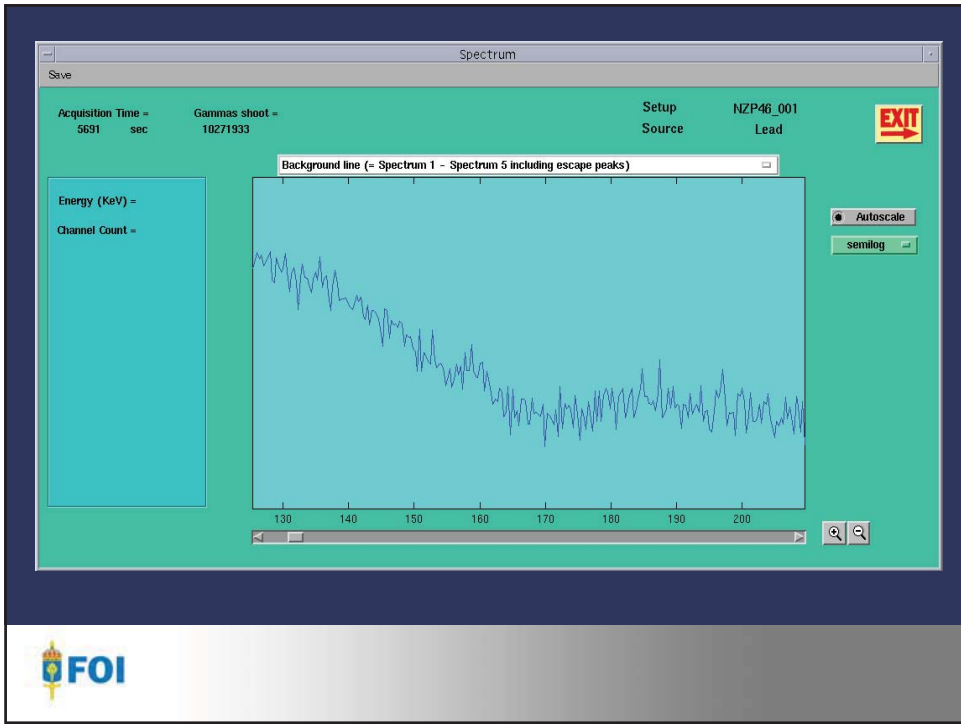 Spectrum
Save
Acquisition Time =
5691 sec
Gammas shoot =
10271933
Setup NZP46_001
Source Lead
EXIT
Background line (= Spectrum 1 - Spectrum 5 including escape peaks)
Energy (KeV) =
Channel Count =
Autoscale
semilog
130 140 150 160 170 180 190 200
FOI